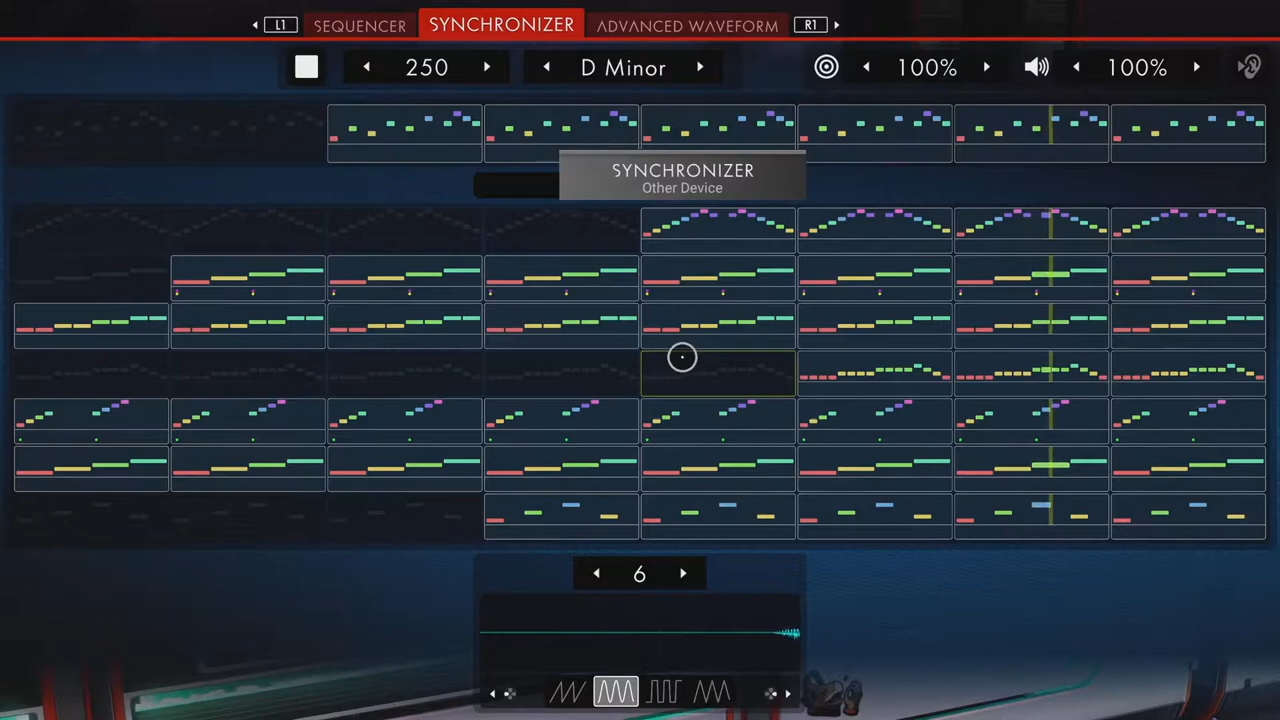 L1 SEQUENCER SYNCHRONIZER ADVANCED WAVEFORM R1
250 D Minor 100% 100%
SYNCHRONIZER
Other Device
6